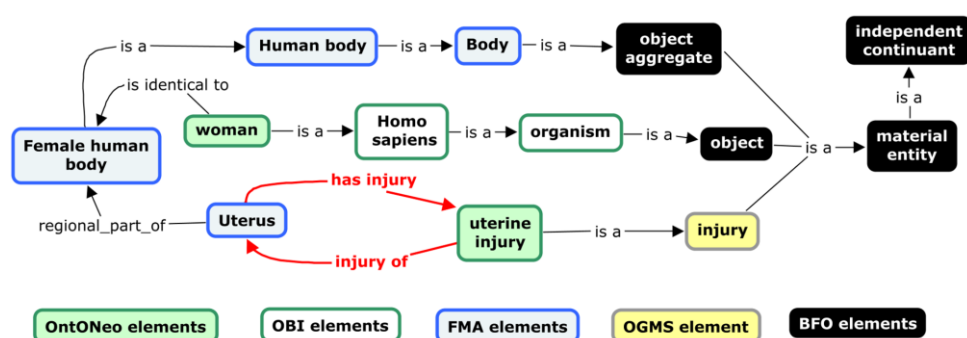 is a
Human body
is a
Body
is a
object
aggregate
independent
continuant
is identical to
is a
woman
is a
Homo
sapiens
is a
organism
is a
object
is a
material
entity
Female human
body
has injury
regional_part_of
Uterus
uterine
injury
is a
injury
injury of
OntONeo elements
OBI elements
FMA elements
OGMS element
BFO elements